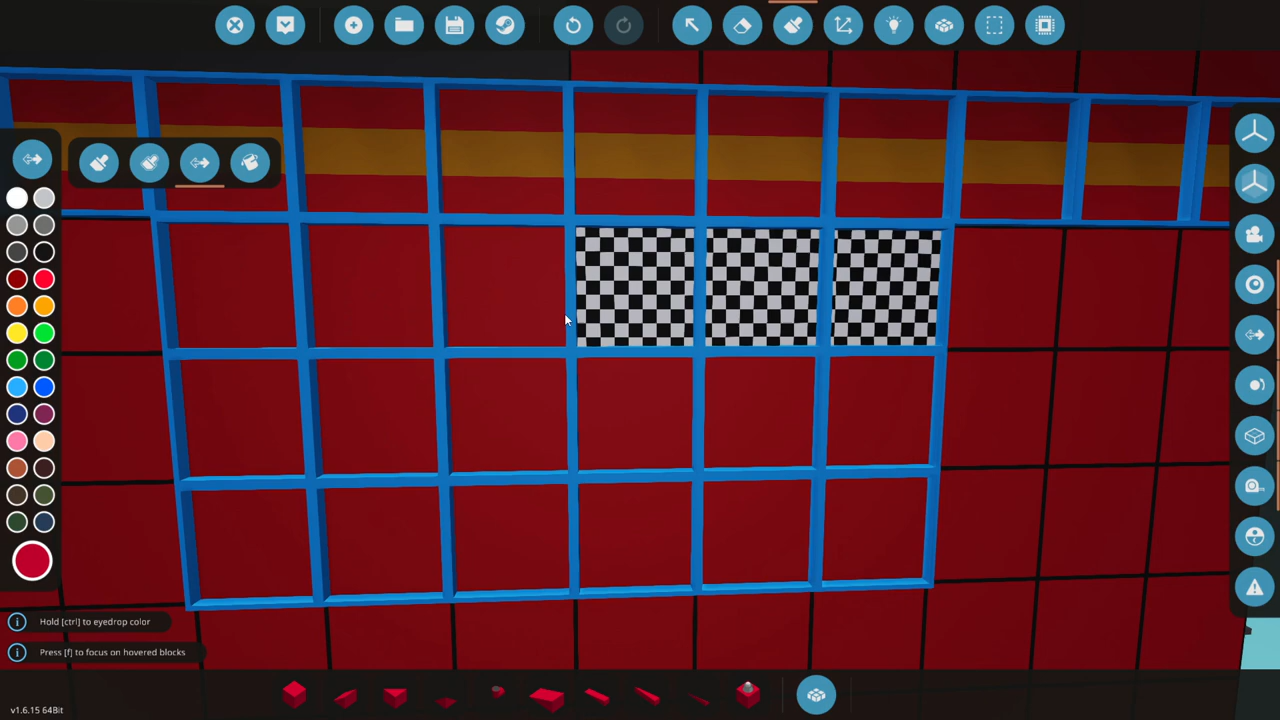 Hold [ctrl] to eyedrop color
Press [f] to focus on hovered blocks
v1.6.15 64Bit